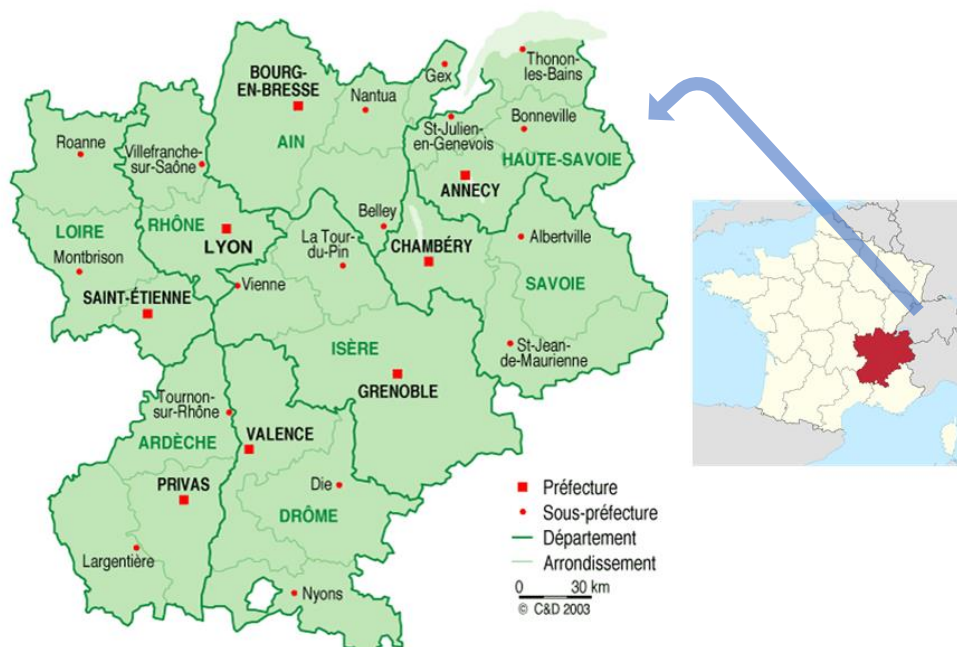 Thonon-
les-Bains
Gex
BOURG-
EN-BRESSE
Nantua
St-Julien-
en-Genevois
Bonneville
Roanne
Villefranche-
sur-Saône
AIN
HAUTE-SAVOIE
ANNECY
LOIRE
RHÔNE
LYON
Belley
La Tour-
du-Pin
CHAMBÉRY
Albertville
Montbrison
SAINT-ÉTIENNE
Vienne
SAVOIE
ISÈRE
St-Jean-
de-Maurienne
GRENOBLE
Tournon-
sur-Rhône
ARDÈCHE
VALENCE
PRIVAS
Die
DRÔME
Largentière
Nyons
Préfecture
Sous-préfecture
Département
Arrondissement
0 30 km
© C&D 2003